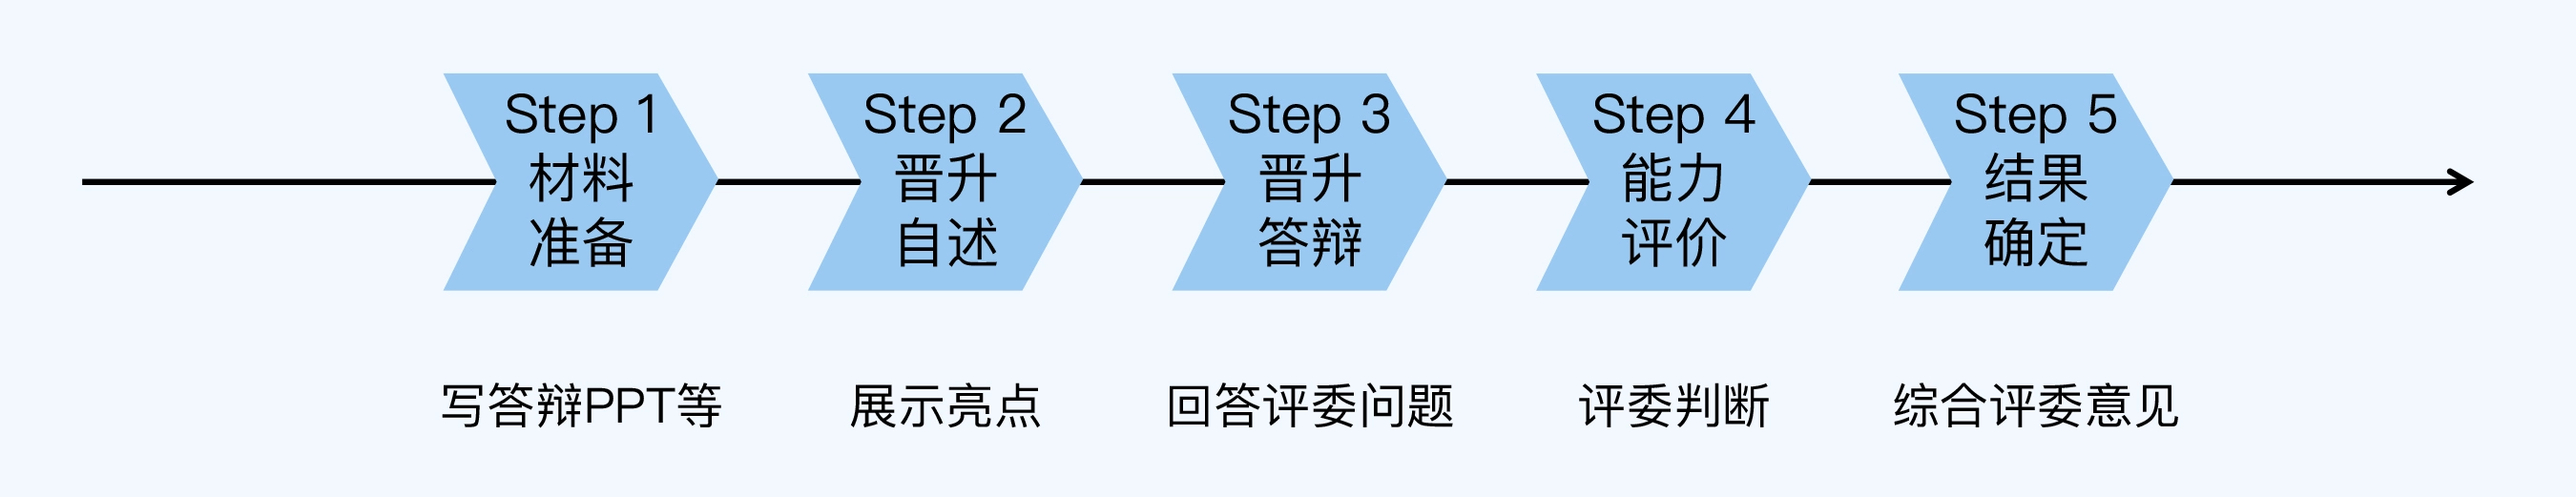 Step 1
材料
准备
Step 2
晋升
自述
Step 3
晋升
答辩
Step 4
能力
评价
Step 5
结果
确定
写答辩PPT等
展示亮点
回答评委问题
评委判断
综合评委意见